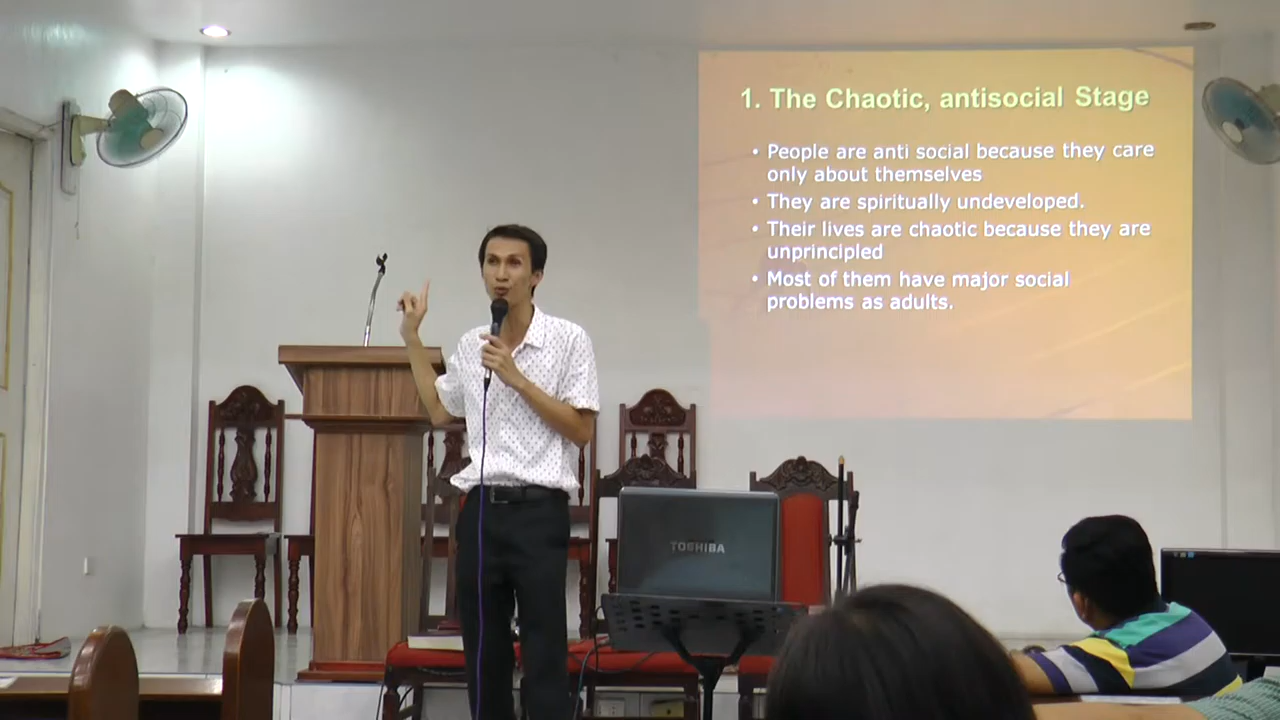 1. The Chaotic, antisocial Stage
• People are anti social because they care
only about themselves
• They are spiritually undeveloped.
• Their lives are chaotic because they are
unprincipled
• Most of them have major social
problems as adults.
TOSHIBA